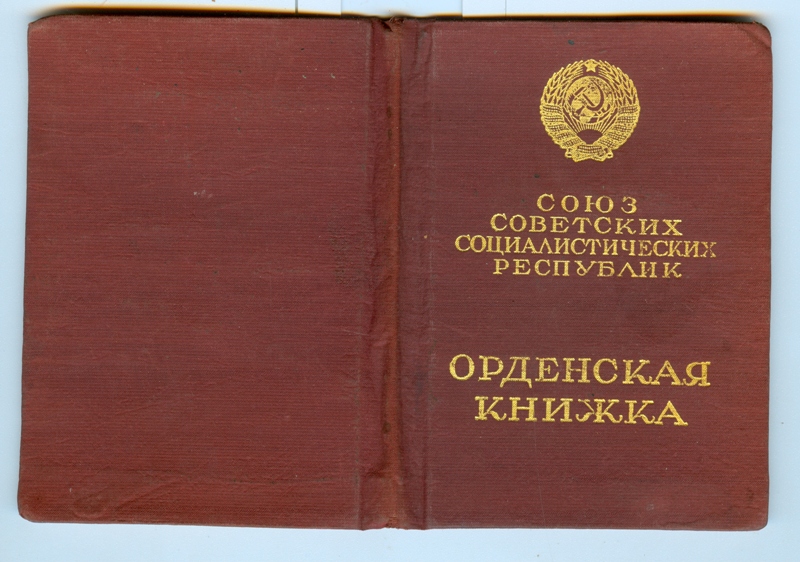 СОЮЗ
СОВЕТСКИХ
СОЦИАЛИСТИЧЕСКИХ
РЕСПУБЛИК
ОРДЕНСКАЯ
КНИЖКА